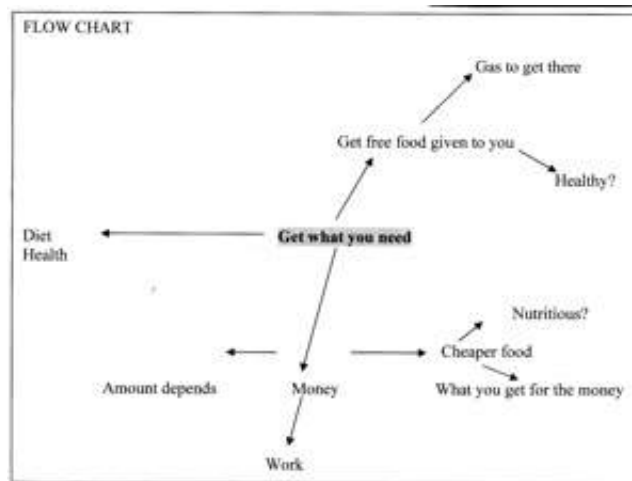 FLOW CHART
Gas to get there
Get free food given to you
Healthy?
Get what you need
Diet
Health
Nutritious?
Cheaper food
Amount depends
Money
What you get for the money
Work